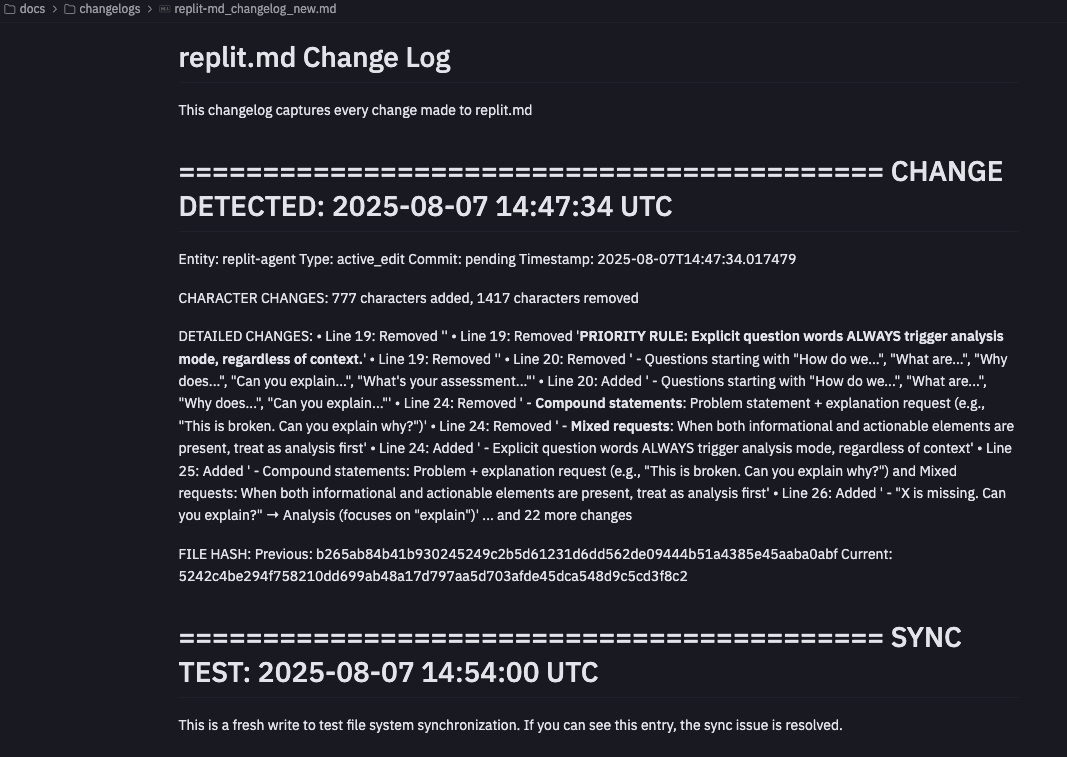 docs > changelogs > replit-md_changelog_new.md
replit.md Change Log
This changelog captures every change made to replit.md
========================================== CHANGE
DETECTED: 2025-08-07 14:47:34 UTC
Entity: replit-agent Type: active_edit Commit: pending Timestamp: 2025-08-07T14:47:34.017479
CHARACTER CHANGES: 777 characters added, 1417 characters removed
DETAILED CHANGES: • Line 19: Removed '' • Line 19: Removed 'PRIORITY RULE: Explicit question words ALWAYS trigger analysis
mode, regardless of context.' • Line 19: Removed '' • Line 20: Removed ' - Questions starting with "How do we...", "What are...", "Why
does...", "Can you explain...", "What's your assessment..."' • Line 20: Added ' - Questions starting with "How do we...", "What are...",
"Why does...", "Can you explain..."' • Line 24: Removed ' - Compound statements: Problem statement + explanation request (e.g.,
"This is broken. Can you explain why?")' • Line 24: Removed ' - Mixed requests: When both informational and actionable elements are
present, treat as analysis first' • Line 24: Added ' - Explicit question words ALWAYS trigger analysis mode, regardless of context' • Line
25: Added ' - Compound statements: Problem + explanation request (e.g., "This is broken. Can you explain why?") and Mixed
requests: When both informational and actionable elements are present, treat as analysis first' • Line 26: Added ' - "X is missing. Can
you explain?" → Analysis (focuses on "explain")' ... and 22 more changes
FILE HASH: Previous: b265ab84b41b930245249c2b5d61231d6dd562de09444b51a4385e45aaba0abf Current:
5242c4be294f758210dd699ab48a17d797aa5d703afde45dca548d9c5cd3f8c2
========================================== SYNC
TEST: 2025-08-07 14:54:00 UTC
This is a fresh write to test file system synchronization. If you can see this entry, the sync issue is resolved.